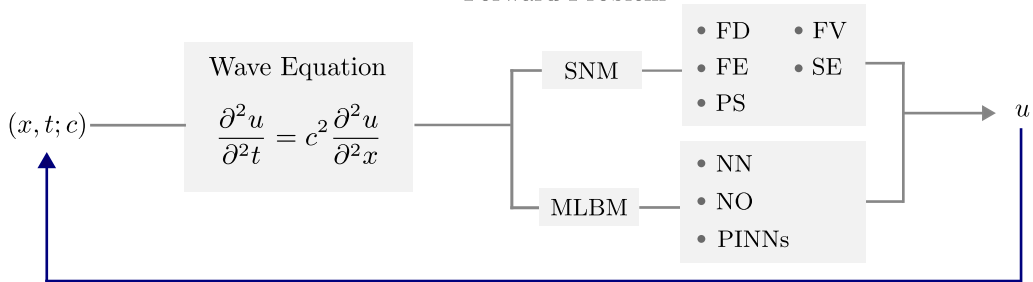 (x, t; c)
Wave Equation
∂²u/∂²t = c² ∂²u/∂²x
SNM
• FD • FV
• FE • SE
• PS
MLBM
• NN
• NO
• PINNs
u